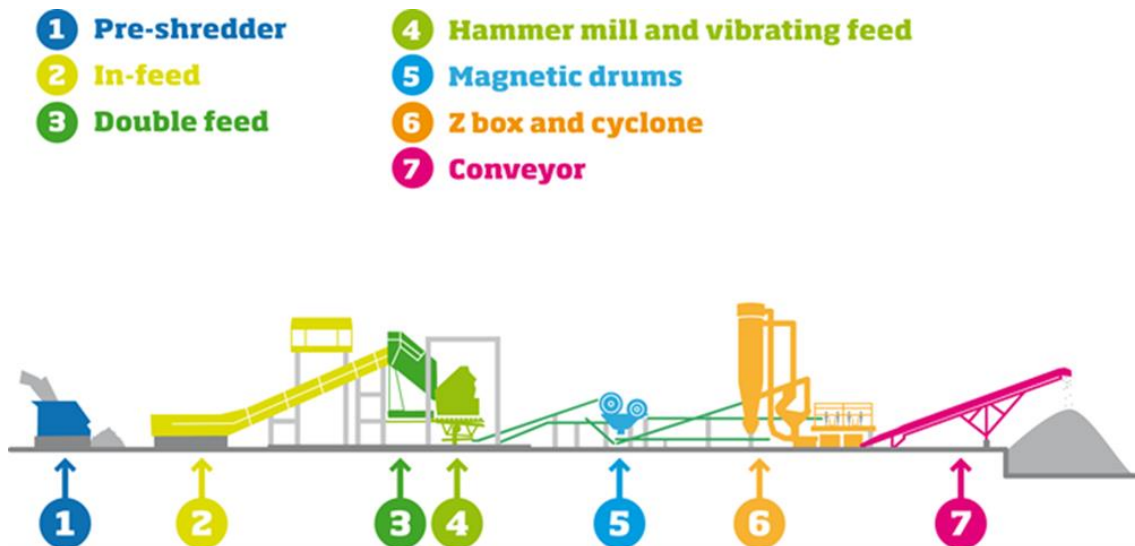 1 Pre-shredder
2 In-feed
3 Double feed
4 Hammer mill and vibrating feed
5 Magnetic drums
6 Z box and cyclone
7 Conveyor
1 2 3 4 5 6 7